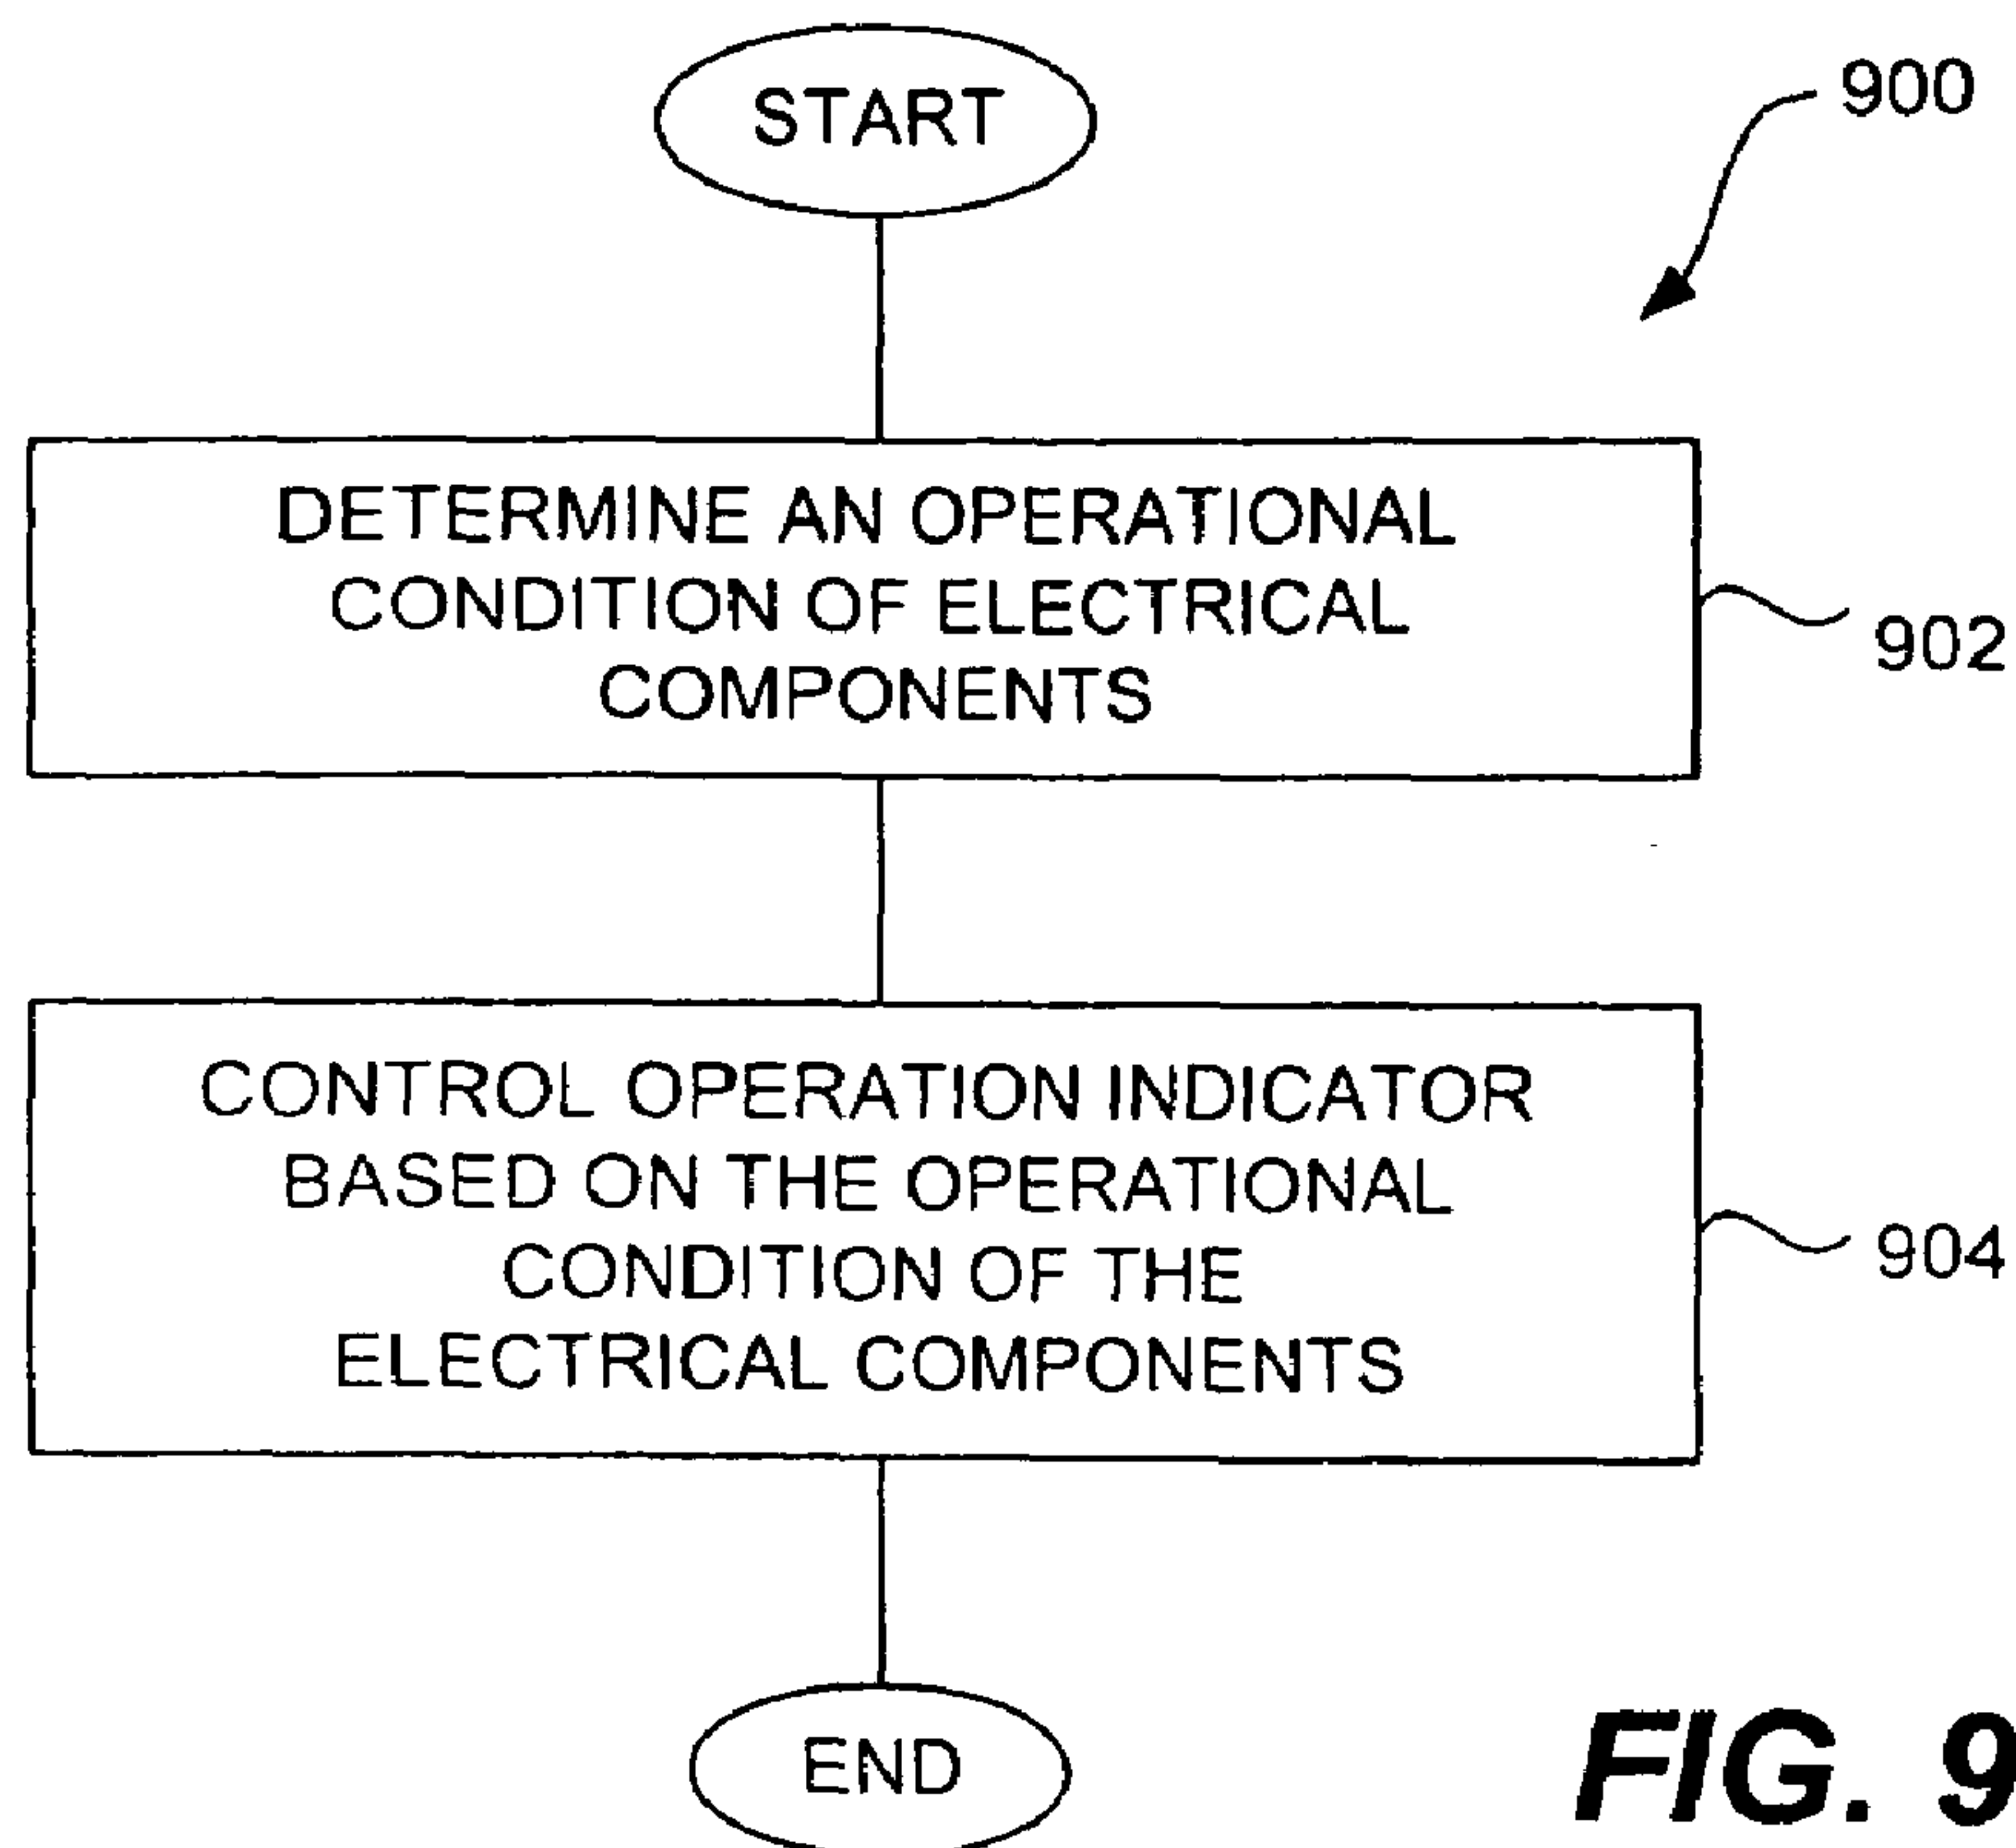 START
900
DETERMINE AN OPERATIONAL
CONDITION OF ELECTRICAL
COMPONENTS
902
CONTROL OPERATION INDICATOR
BASED ON THE OPERATIONAL
CONDITION OF THE
ELECTRICAL COMPONENTS
904
END
FIG. 9